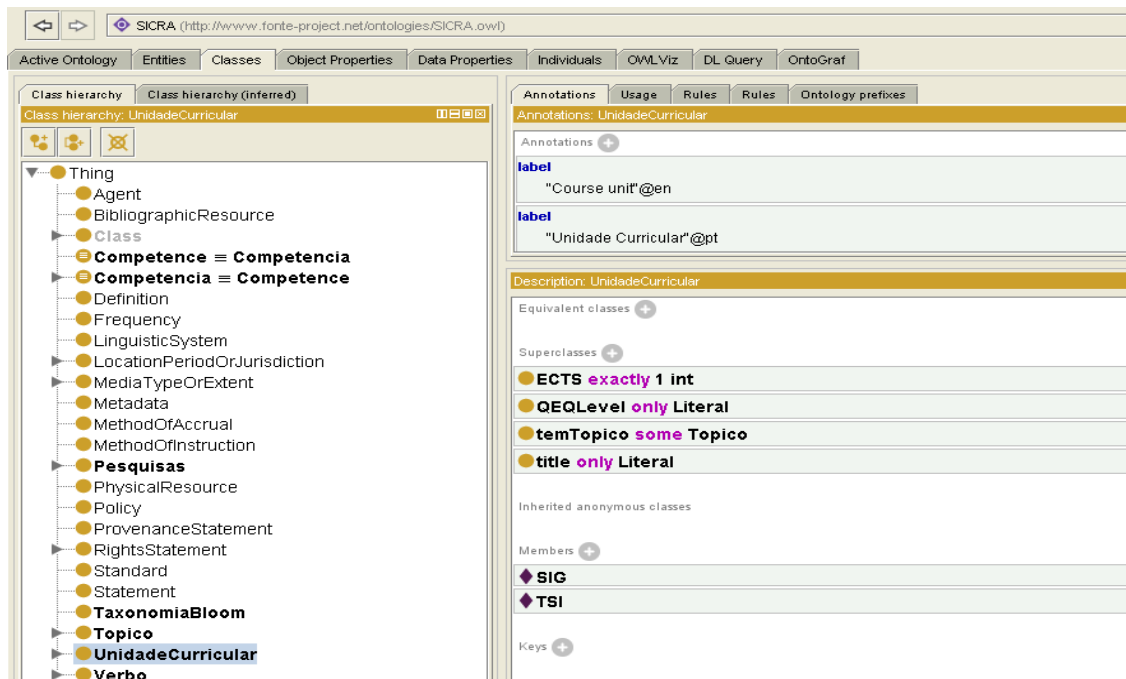 SICRA (http://www.fonte-project.net/ontologies/SICRA.owl)
Active Ontology Entities Classes Object Properties Data Properties Individuals OWLViz DL Query OntoGraf
Class hierarchy Class hierarchy (inferred)
Class hierarchy: UnidadeCurricular
Thing
Agent
BibliographicResource
Class
Competence ≡ Competencia
Competencia ≡ Competence
Definition
Frequency
LinguisticSystem
LocationPeriodOrJurisdiction
MediaTypeOrExtent
Metadata
MethodOfAccrual
MethodOfInstruction
Pesquisas
PhysicalResource
Policy
ProvenanceStatement
RightsStatement
Standard
Statement
TaxonomiaBloom
Topico
UnidadeCurricular
Verbo
Annotations Usage Rules Rules Ontology prefixes
Annotations: UnidadeCurricular
Annotations
label
"Course unit"@en
label
"Unidade Curricular"@pt
Description: UnidadeCurricular
Equivalent classes
Superclasses
ECTS exactly 1 int
QEQLevel only Literal
temTopico some Topico
title only Literal
Inherited anonymous classes
Members
SIG
TSI
Keys